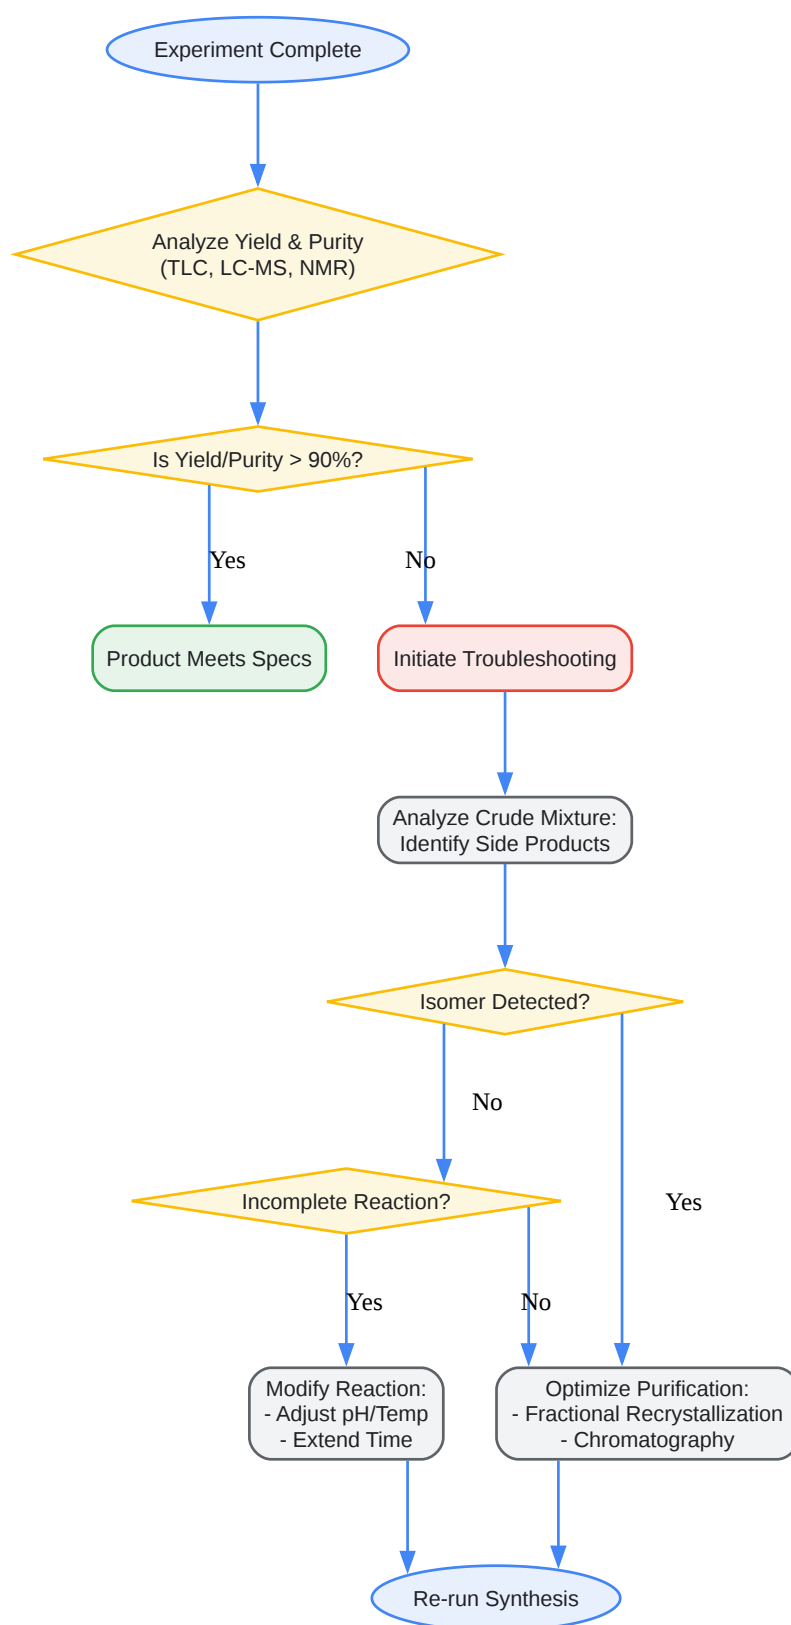 Experiment Complete
Analyze Yield & Purity
(TLC, LC-MS, NMR)
Is Yield/Purity > 90%?
Yes
No
Product Meets Specs
Initiate Troubleshooting
Analyze Crude Mixture:
Identify Side Products
Isomer Detected?
No
Incomplete Reaction?
Yes
Yes
No
Modify Reaction:
- Adjust pH/Temp
- Extend Time
Optimize Purification:
- Fractional Recrystallization
- Chromatography
Re-run Synthesis